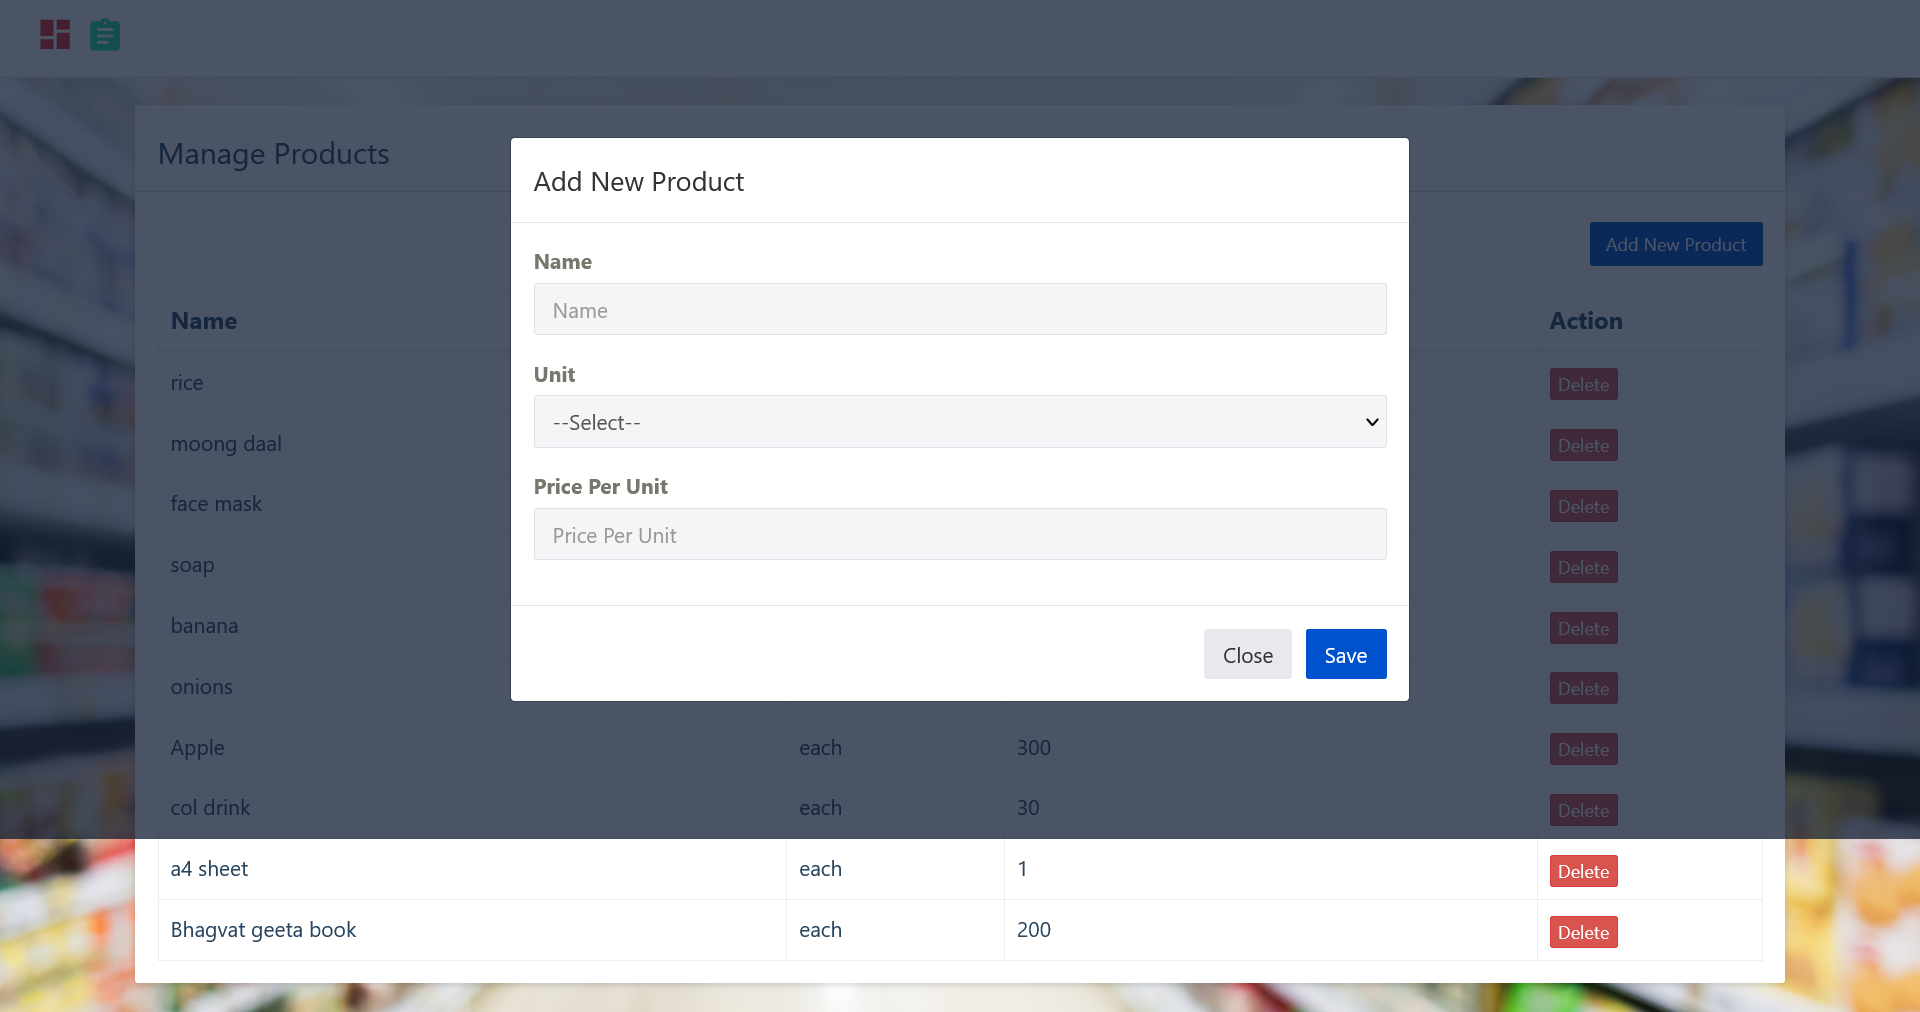 Manage Products
Add New Product
Name
Name
Unit
--Select--
Price Per Unit
Price Per Unit
Close Save
Add New Product
Name Action
rice Delete
moong daal Delete
face mask Delete
soap Delete
banana Delete
onions Delete
Apple each 300 Delete
col drink each 30 Delete
a4 sheet each 1 Delete
Bhagvat geeta book each 200 Delete